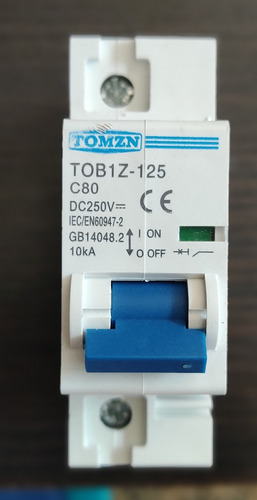 TOMZN
TOB1Z-125
C80
DC250V⎓ CE
IEC/EN60947-2
GB14048.2 I ON
10kA O OFF